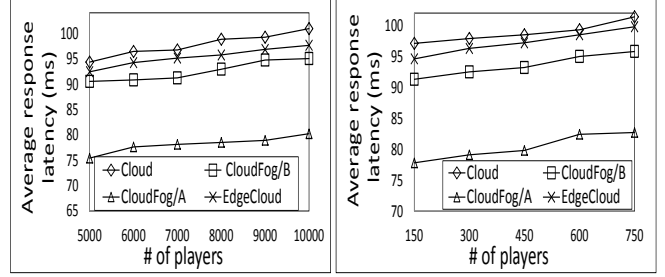 Average response
latency (ms)
100
95
90
85
80
75
70
65
Cloud
CloudFog/B
CloudFog/A
EdgeCloud
5000 6000 7000 8000 9000 10000
# of players
Average response
latency (ms)
100
95
90
85
80
75
70
Cloud
CloudFog/B
CloudFog/A
EdgeCloud
150 300 450 600 750
# of players